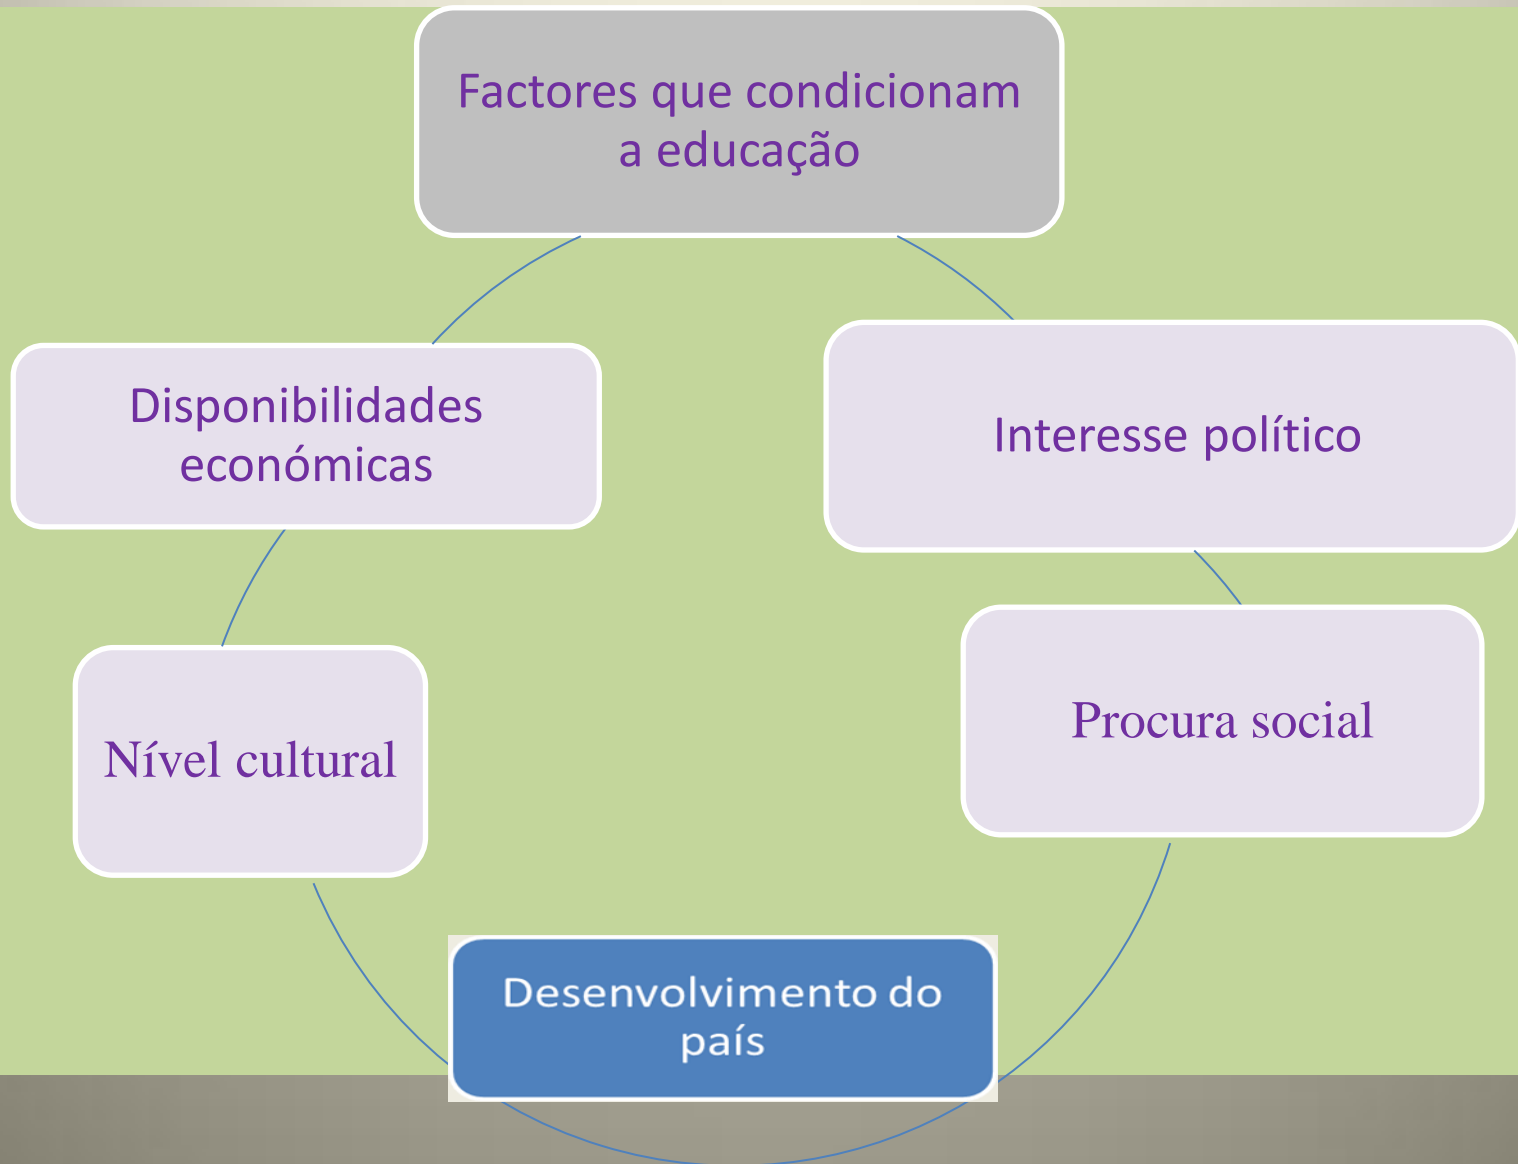 Factores que condicionam
a educação
Disponibilidades
económicas
Interesse político
Nível cultural
Procura social
Desenvolvimento do
país